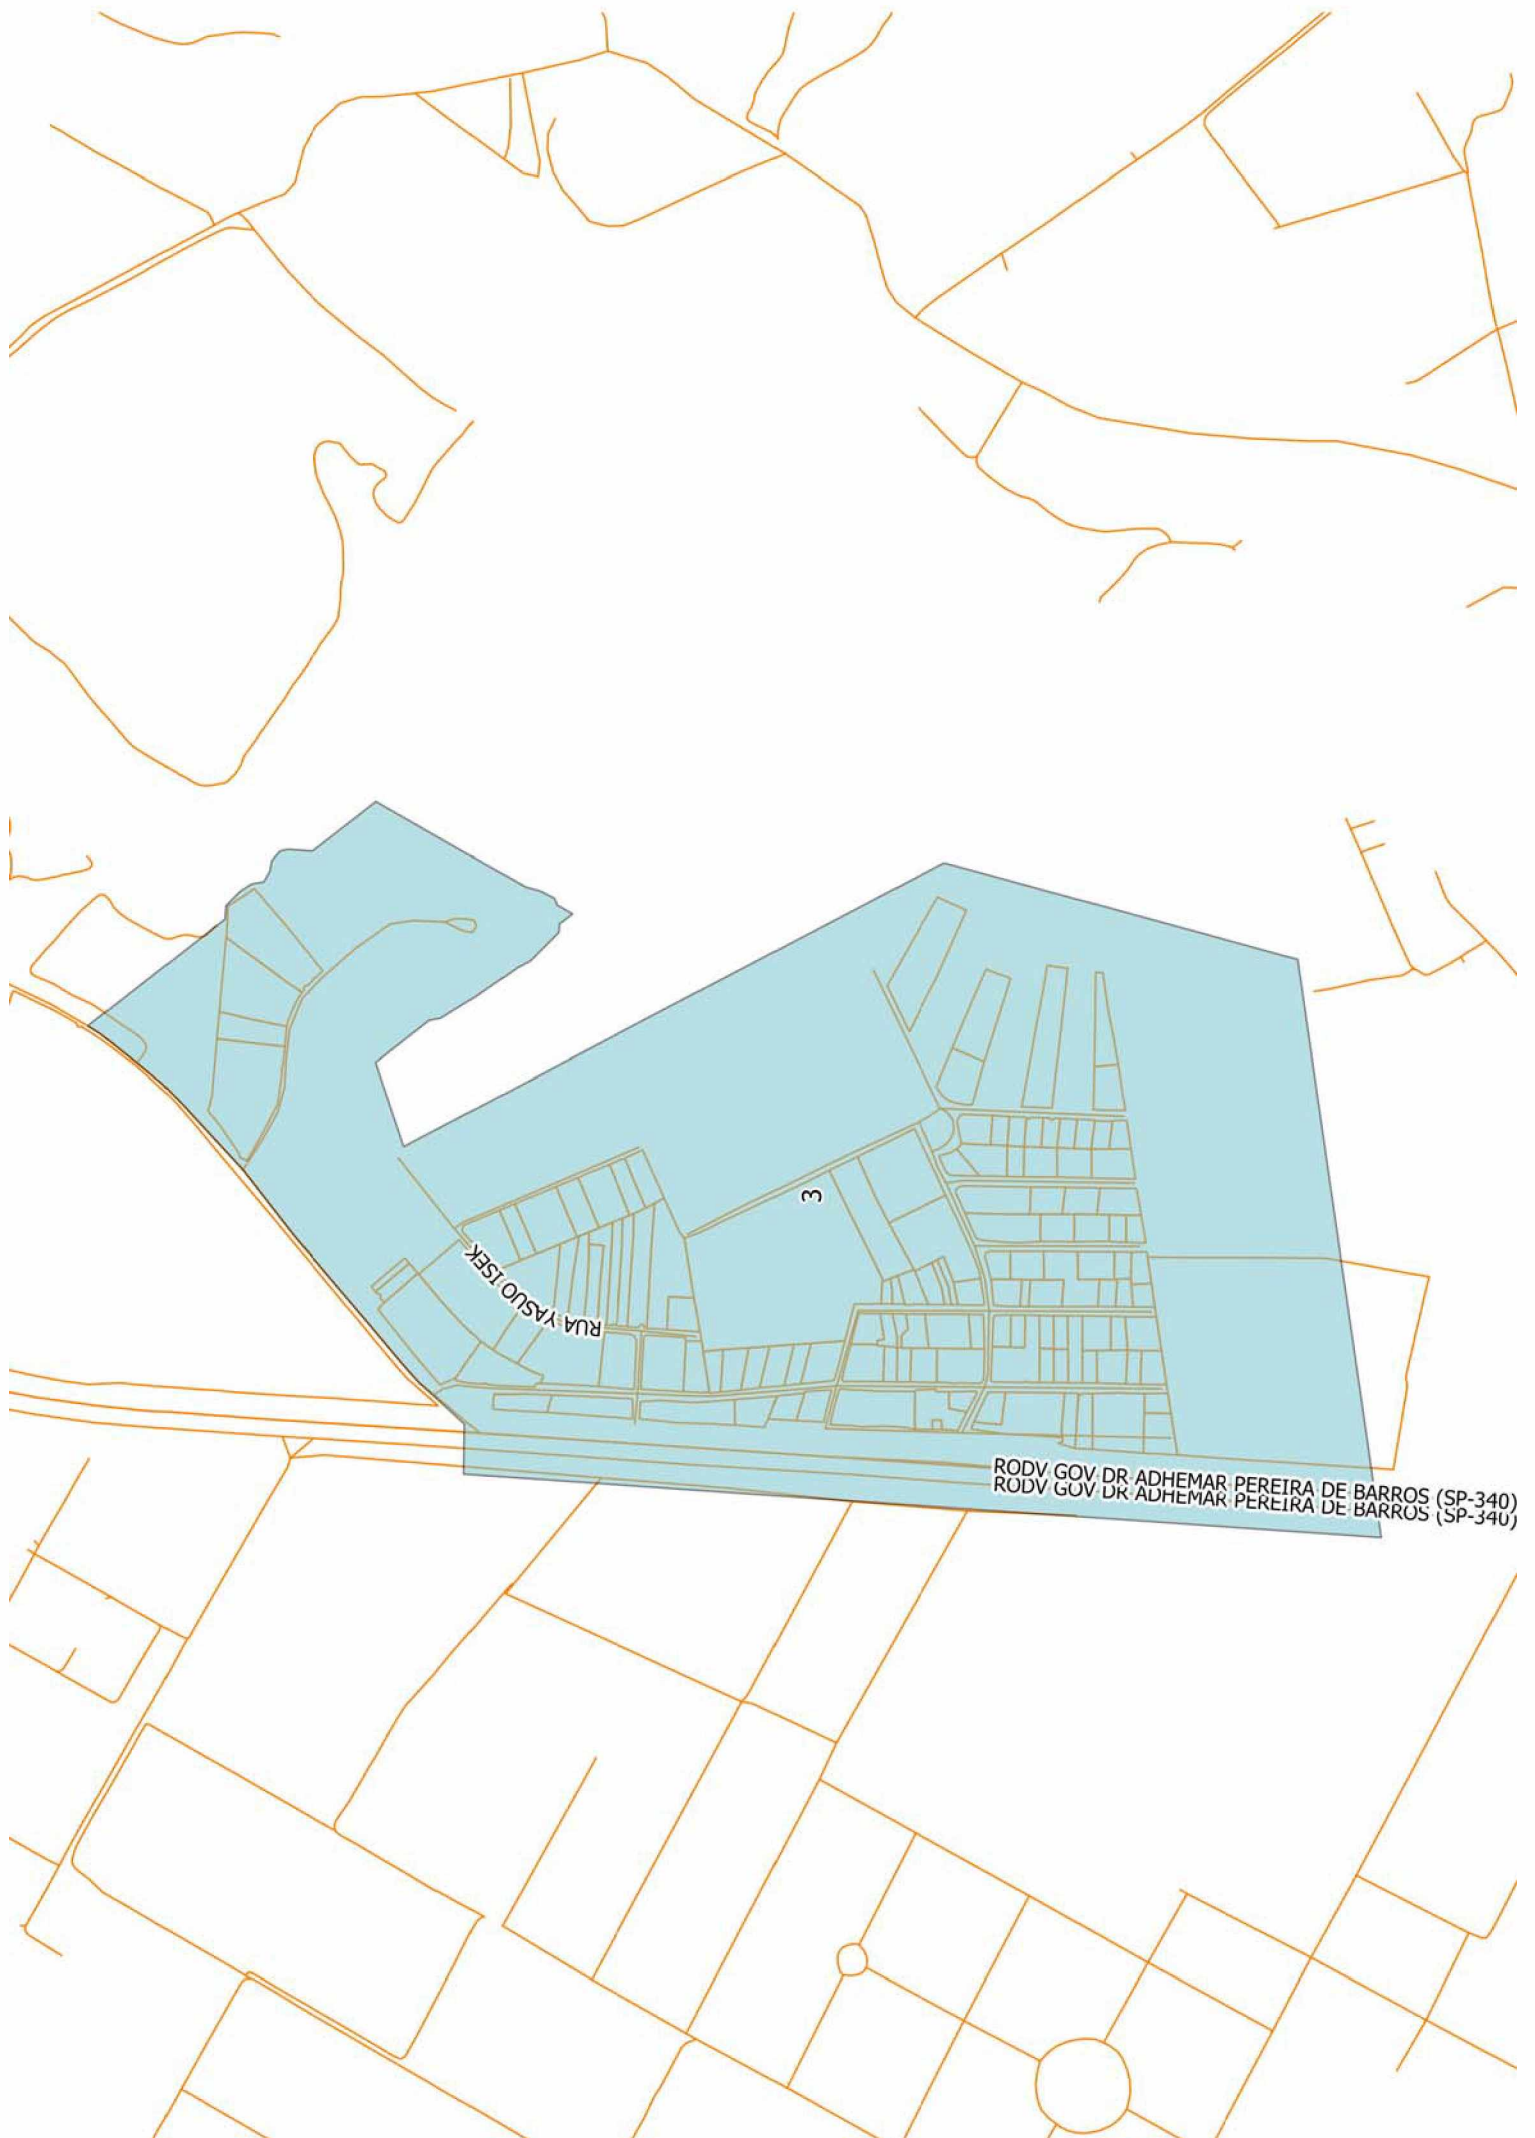 3
RUA YASUO ISEK
RODV GOV DR ADHEMAR PEREIRA DE BARROS (SP-340)
RODV GOV DR ADHEMAR PEREIRA DE BARROS (SP-340)